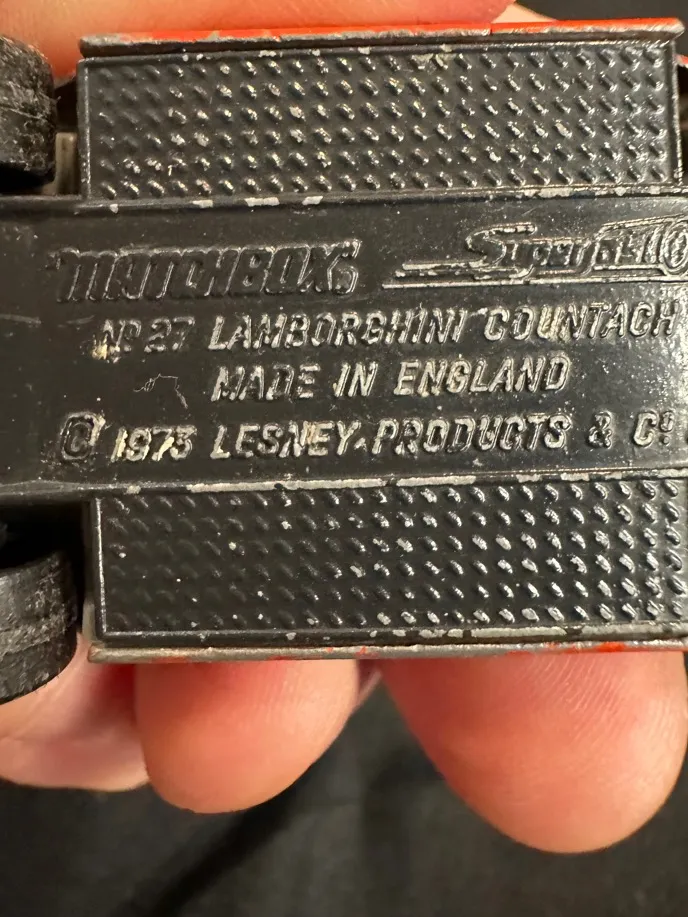 "MATCHBOX" Superfast
Nº 27 LAMBORGHINI COUNTACH
MADE IN ENGLAND
© 1973 LESNEY PRODUCTS & Cº